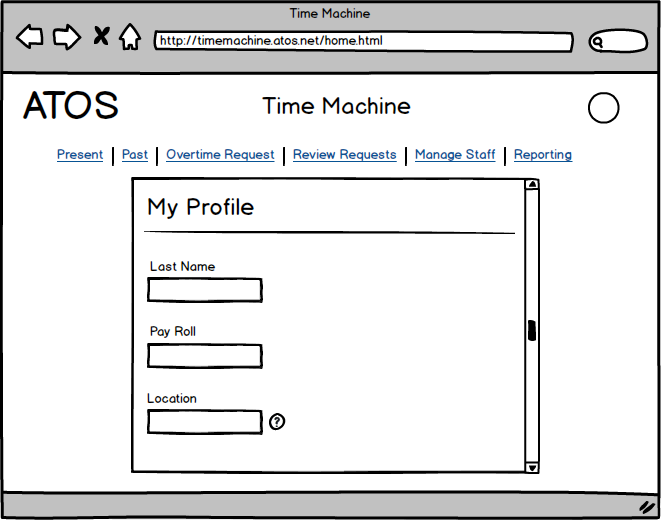 Time Machine
http://timemachine.atos.net/home.html
ATOS
Time Machine
Present | Past | Overtime Request | Review Requests | Manage Staff | Reporting
My Profile
Last Name
Pay Roll
Location
?